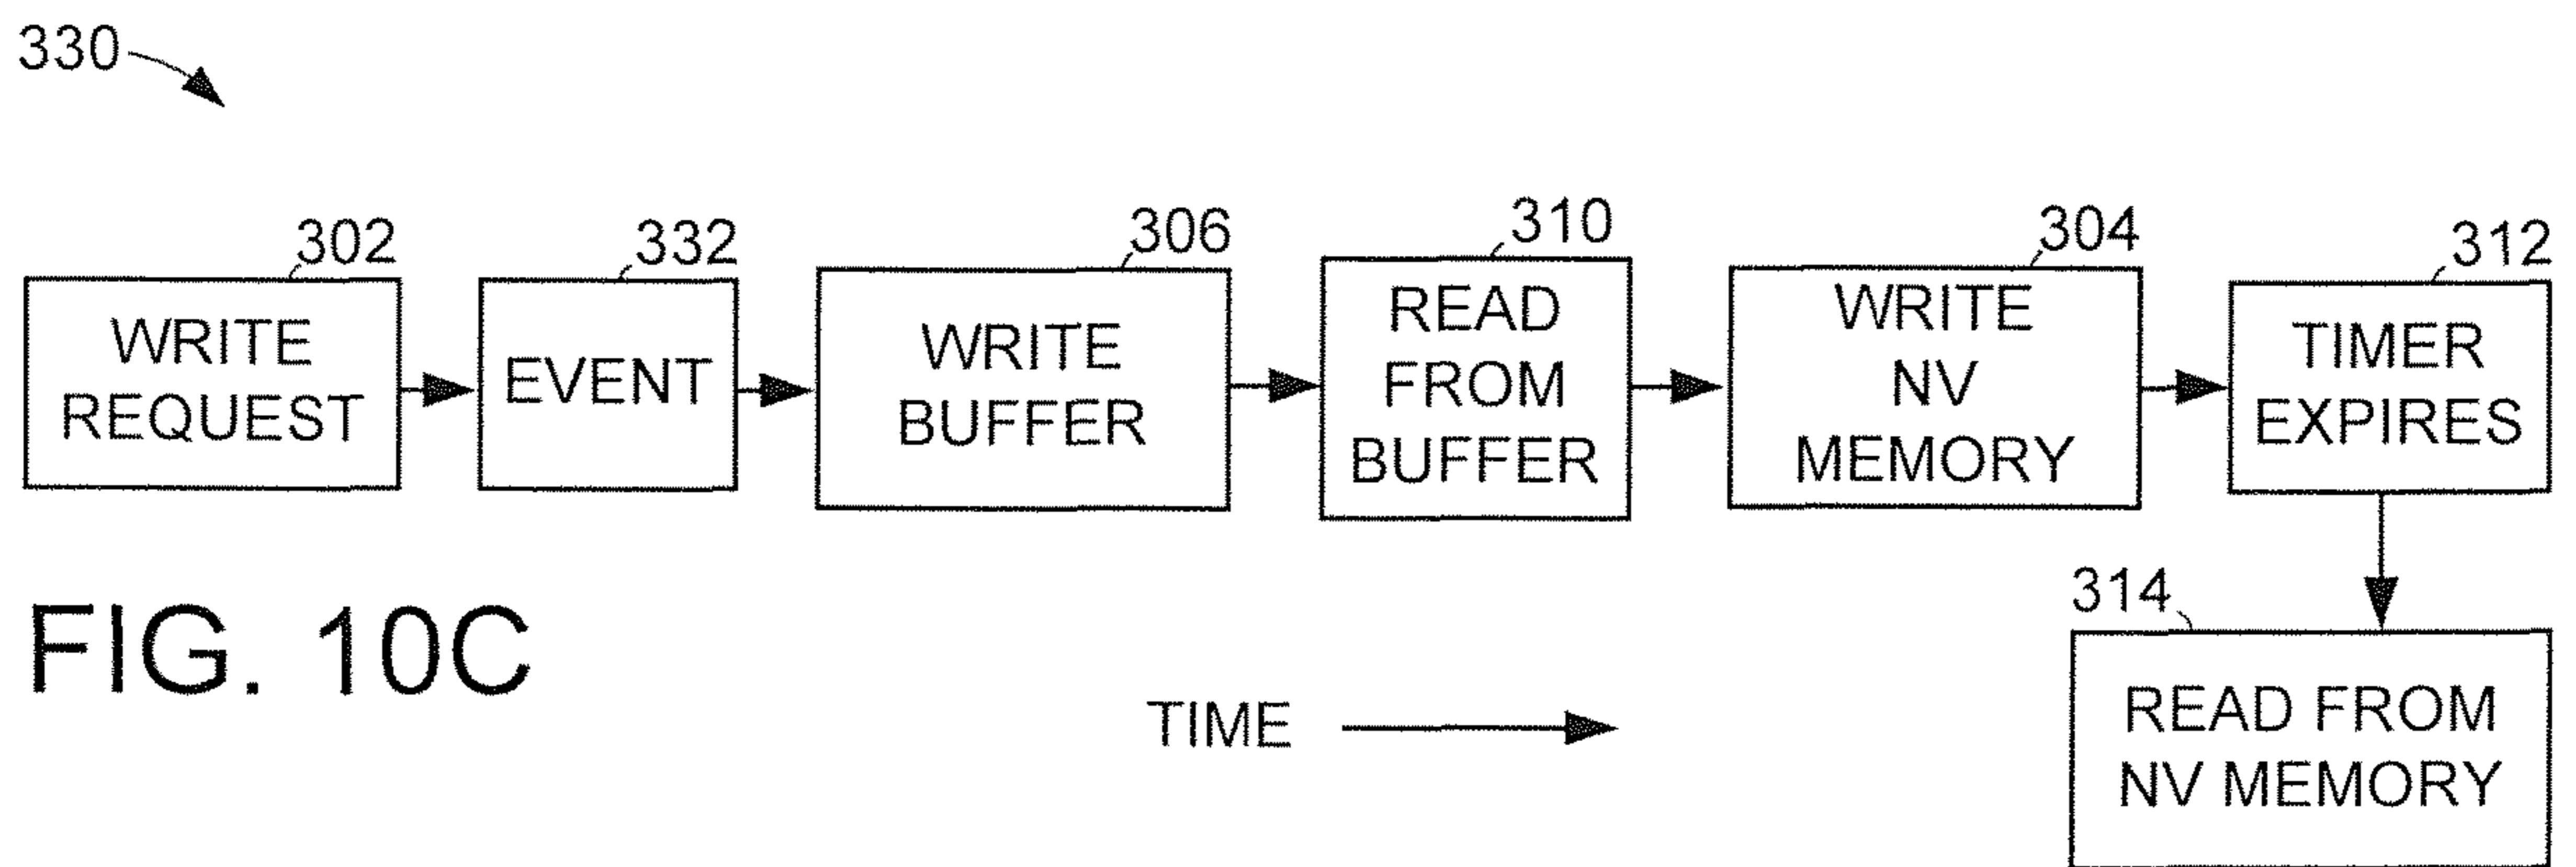 330
302
WRITE
REQUEST
332
EVENT
306
WRITE
BUFFER
310
READ
FROM
BUFFER
304
WRITE
NV
MEMORY
312
TIMER
EXPIRES
314
READ FROM
NV MEMORY
TIME
FIG. 10C